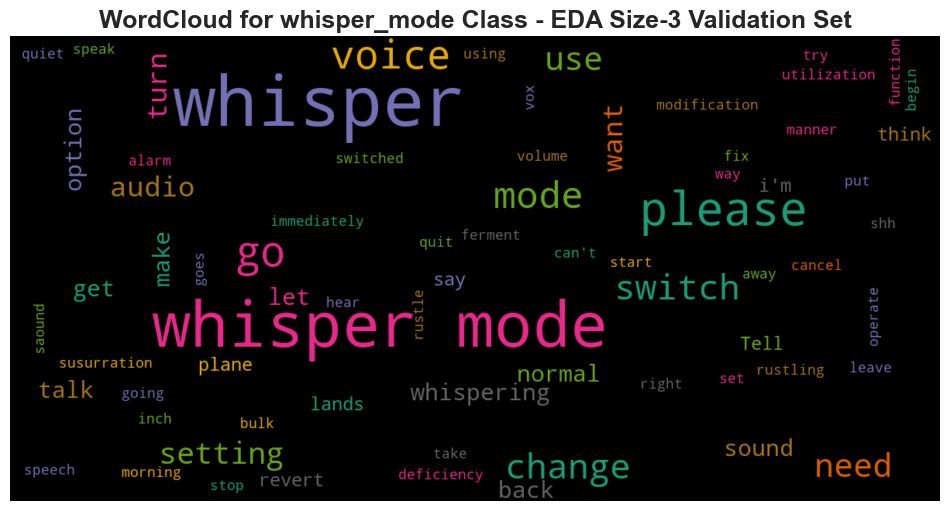 WordCloud for whisper_mode Class - EDA Size-3 Validation Set
quiet speak turn voice using use try utilization function begin
whisper vox want modification manner think
option alarm switched volume fix way put
audio mode please i'm shh
immediately quit ferment can't
make goes go say start away cancel
get let hear rustle switch operate
saound whisper mode Tell
susurration plane normal rustling leave
talk going lands whispering right set
inch bulk
setting take change sound need
speech morning stop revert deficiency back